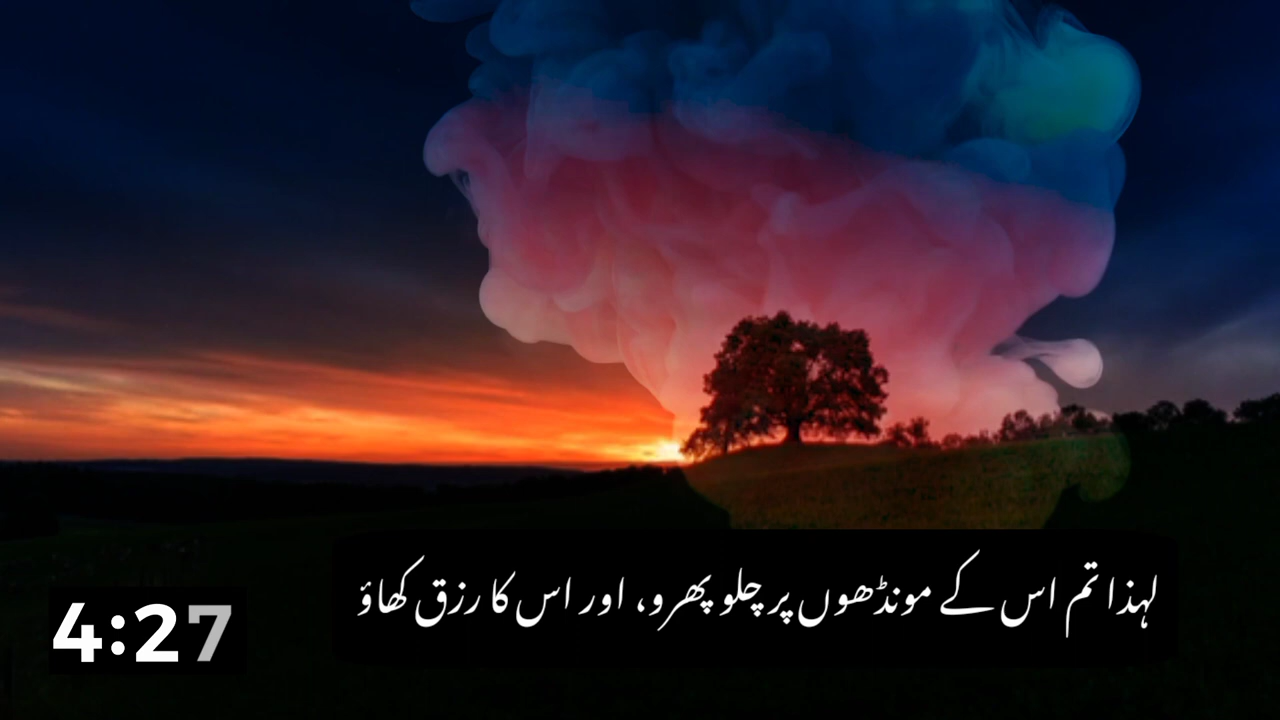 لہذا تم اس کے مونڈھوں پر چلو پھرو، اور اس کا رزق کھاؤ
4:27